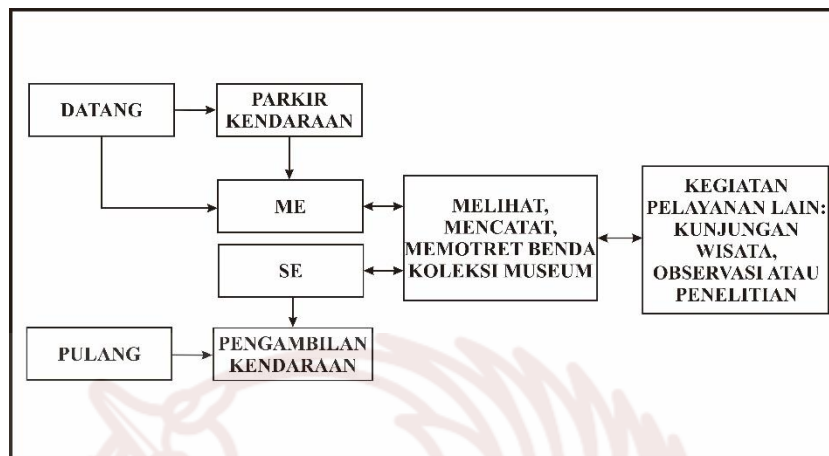 DATANG
PARKIR
KENDARAAN
ME
SE
PULANG
PENGAMBILAN
KENDARAAN
MELIHAT,
MENCATAT,
MEMOTRET BENDA
KOLEKSI MUSEUM
KEGIATAN
PELAYANAN LAIN:
KUNJUNGAN
WISATA,
OBSERVASI ATAU
PENELITIAN